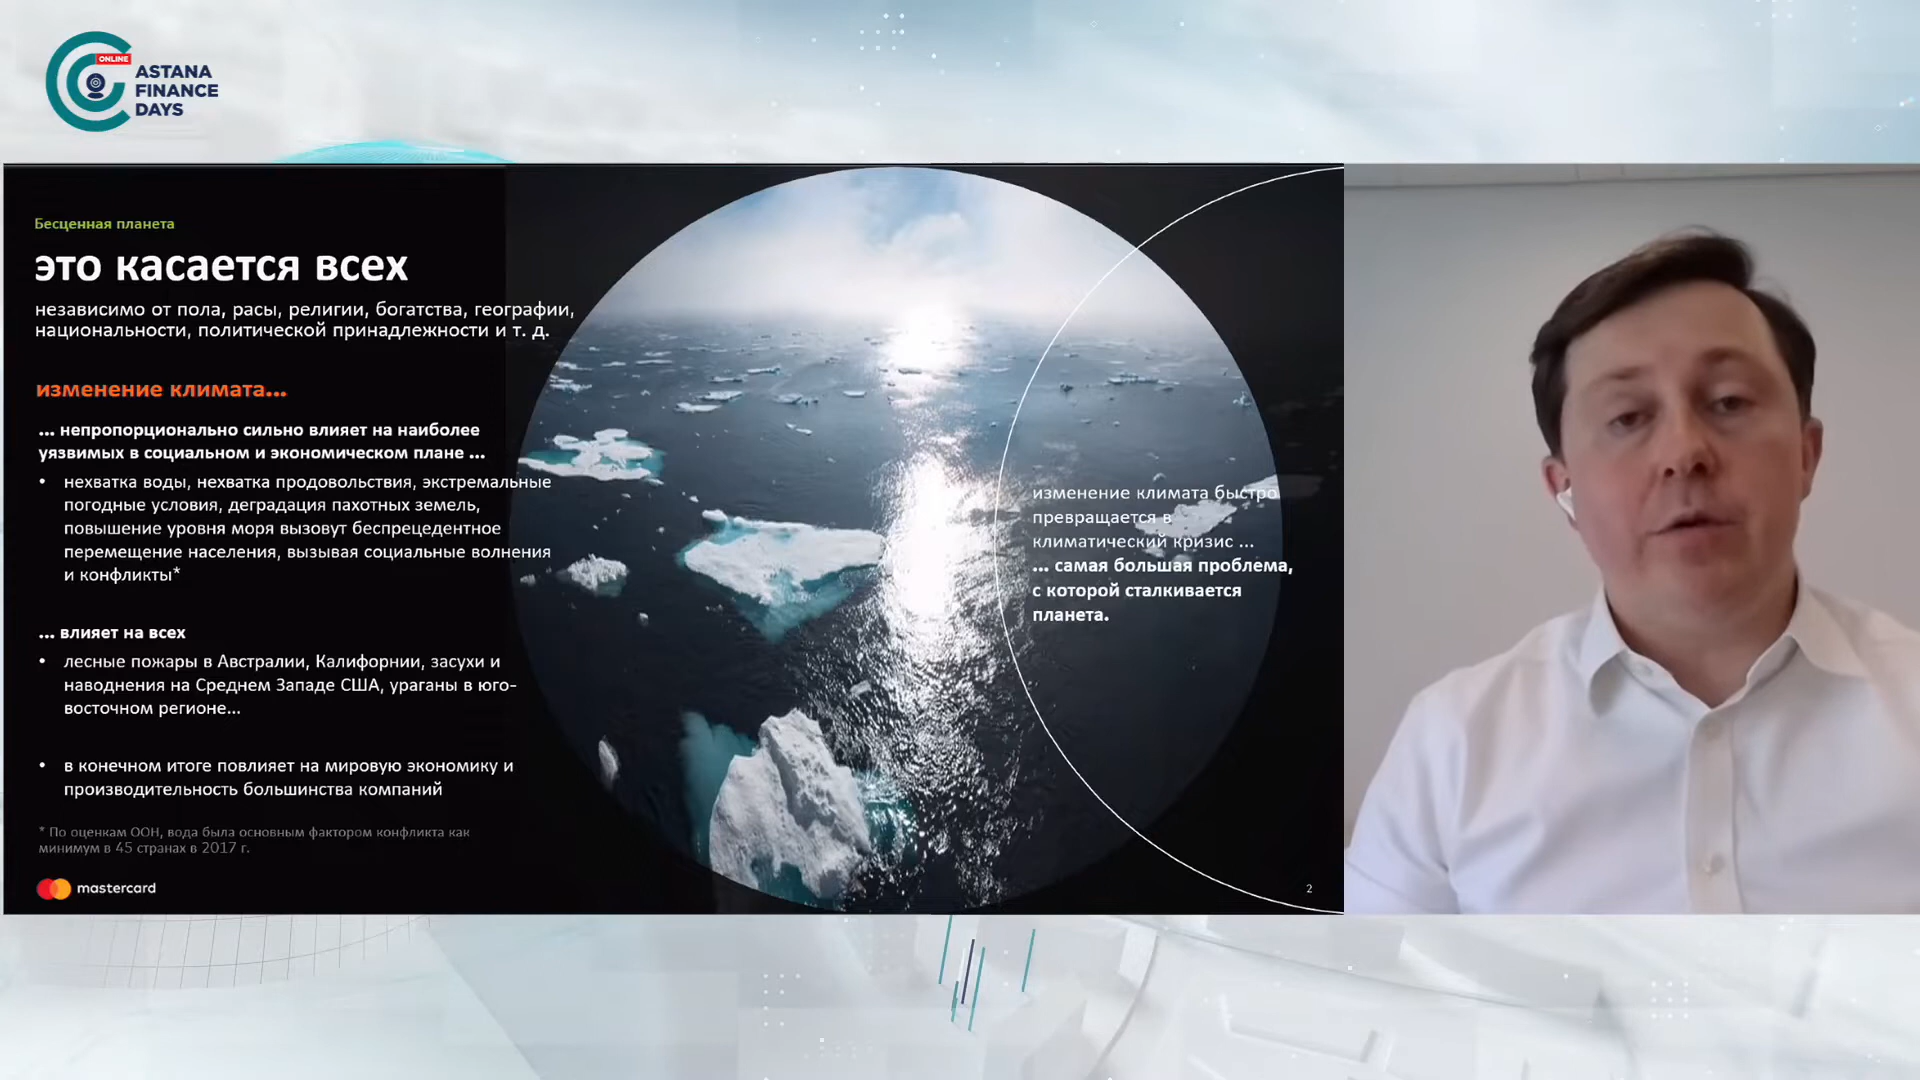 ONLINE
ASTANA
FINANCE
DAYS
Бесценная планета
это касается всех
независимо от пола, расы, религии, богатства, географии,
национальности, политической принадлежности и т. д.
изменение климата...
... непропорционально сильно влияет на наиболее
уязвимых в социальном и экономическом плане ...
• нехватка воды, нехватка продовольствия, экстремальные
погодные условия, деградация пахотных земель,
повышение уровня моря вызовут беспрецедентное
перемещение населения, вызывая социальные волнения
и конфликты*
... влияет на всех
• лесные пожары в Австралии, Калифорнии, засухи и
наводнения на Среднем Западе США, ураганы в юго-
восточном регионе...
• в конечном итоге повлияет на мировую экономику и
производительность большинства компаний
* По оценкам ООН, вода была основным фактором конфликта как
минимум в 45 странах в 2017 г.
mastercard
изменение климата быстро
превращается в
климатический кризис ...
... самая большая проблема,
с которой сталкивается
планета.
2